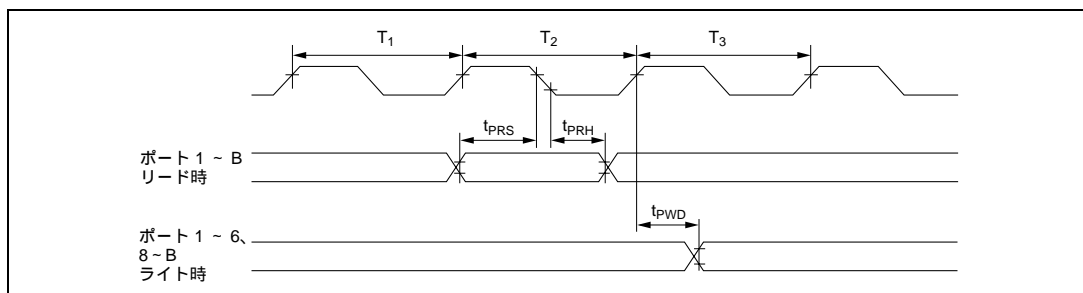 T1 T2 T3
tPRS tPRH
ポート 1 ~ B
リード時
tPWD
ポート 1 ~ 6、
8~B
ライト時